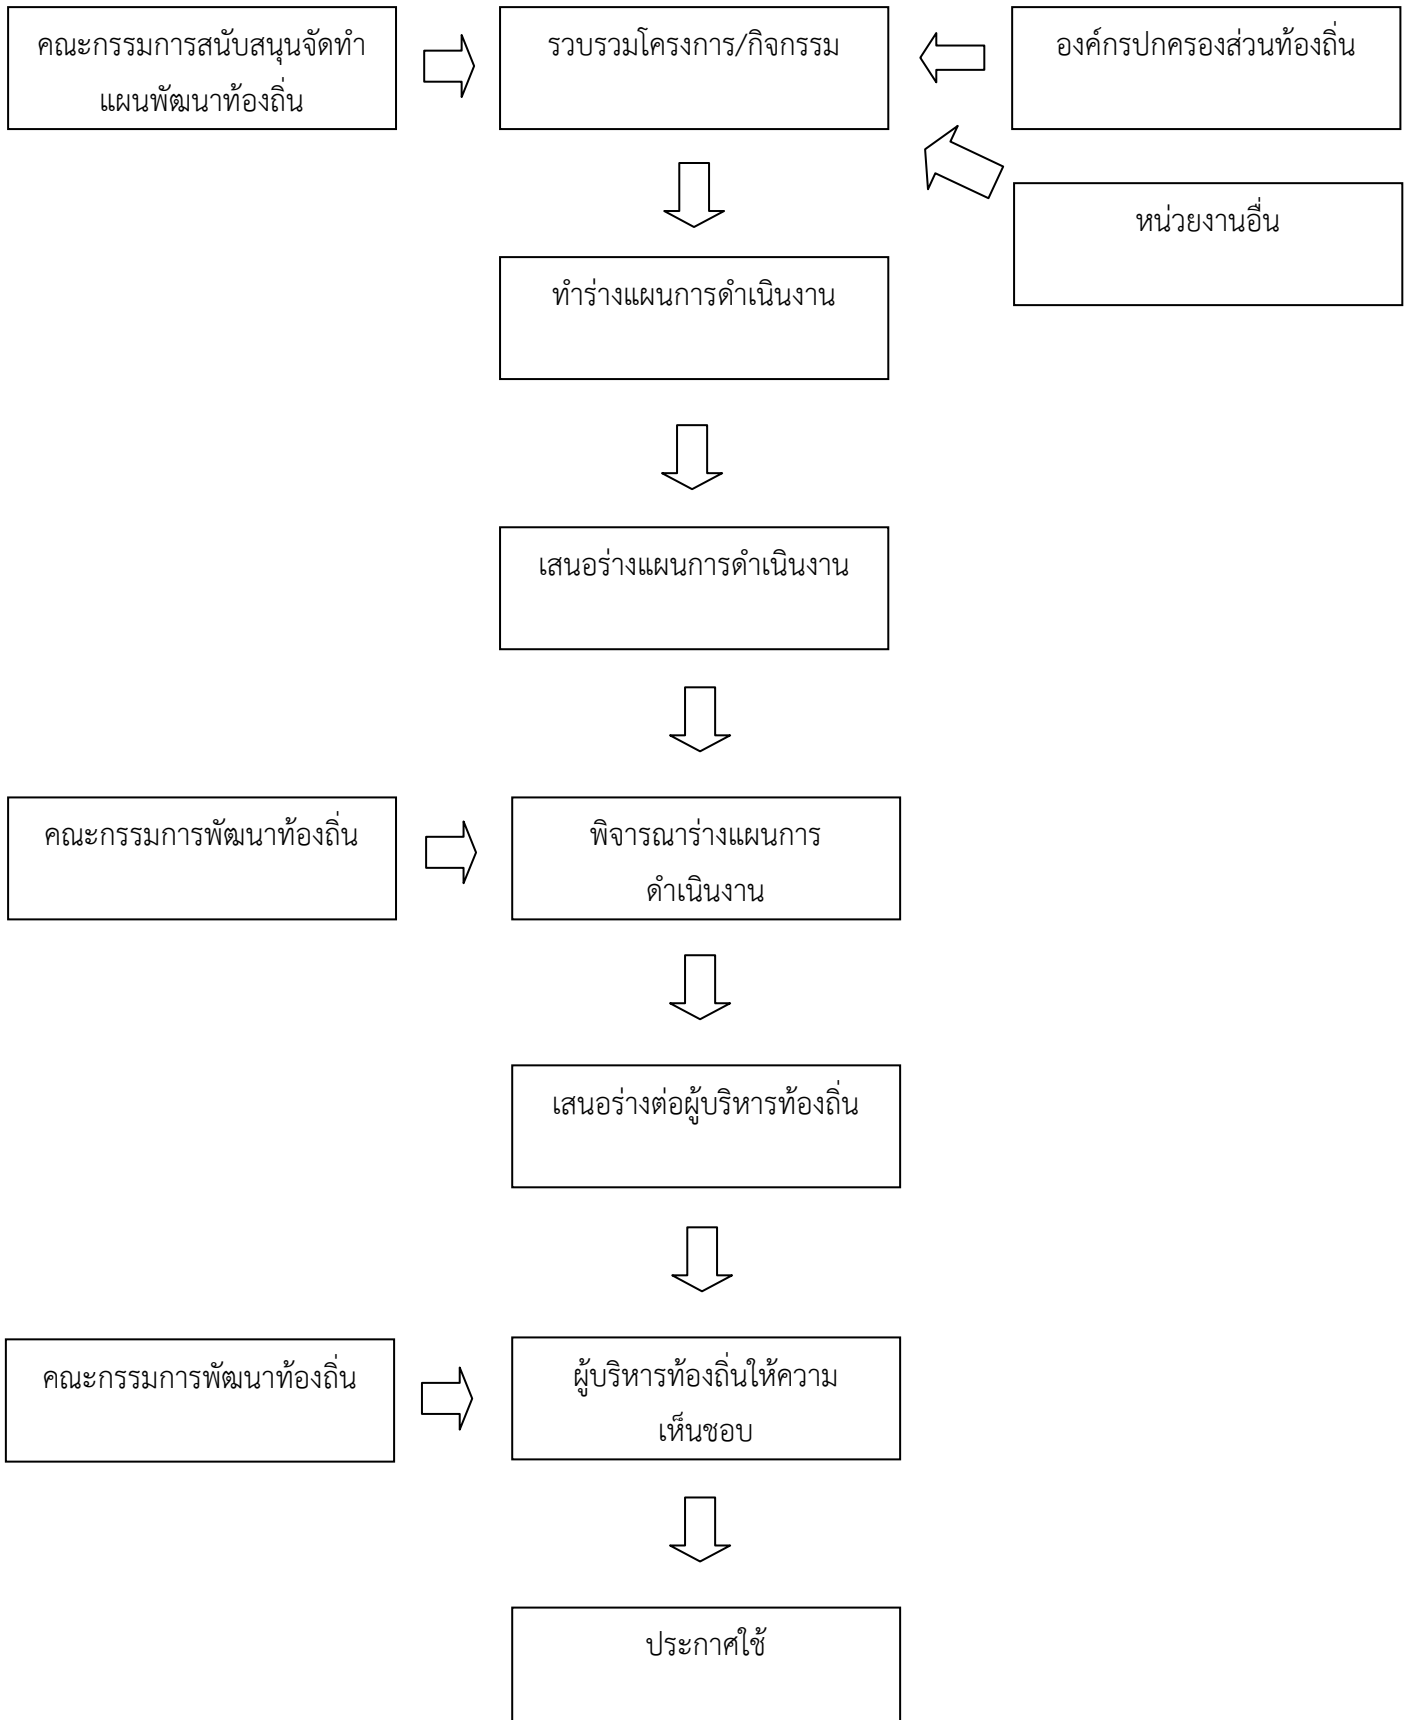 คณะกรรมการสนับสนุนจัดทำ
แผนพัฒนาท้องถิ่น
รวบรวมโครงการ/กิจกรรม
องค์กรปกครองส่วนท้องถิ่น
หน่วยงานอื่น
ทำร่างแผนการดำเนินงาน
เสนอร่างแผนการดำเนินงาน
คณะกรรมการพัฒนาท้องถิ่น
พิจารณาร่างแผนการ
ดำเนินงาน
เสนอร่างต่อผู้บริหารท้องถิ่น
คณะกรรมการพัฒนาท้องถิ่น
ผู้บริหารท้องถิ่นให้ความ
เห็นชอบ
ประกาศใช้